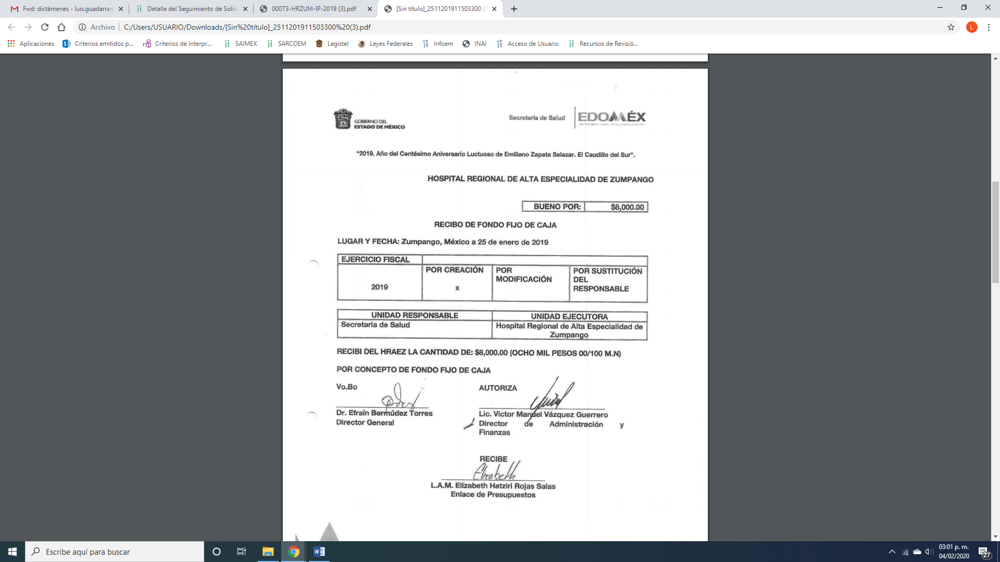 Fwd: dictámenes - luis.guadarran
Detalle del Seguimiento de Solici
00073-HRZUM-IP-2019 (3).pdf
[Sin título]_2511201911503300 (3
Archivo
C:/Users/USUARIO/Downloads/[Sin%20título]_2511201911503300%20(3).pdf
L
Aplicaciones
Criterios emitidos p...
Criterios de Interpr...
SAIMEX
SARCOEM
Legistel
Leyes Federales
Infoem
INAI
Acceso de Usuario
Recursos de Revisió...
GOBIERNO DEL
ESTADO DE MÉXICO
Secretaría de Salud
EDOMÉX
"2019. Año del Centésimo Aniversario Luctuoso de Emiliano Zapata Salazar. El Caudillo del Sur".
HOSPITAL REGIONAL DE ALTA ESPECIALIDAD DE ZUMPANGO
BUENO POR: $8,000.00
RECIBO DE FONDO FIJO DE CAJA
LUGAR Y FECHA: Zumpango, México a 25 de enero de 2019
EJERCICIO FISCAL
2019
POR CREACIÓN
x
POR
MODIFICACIÓN
POR SUSTITUCIÓN
DEL
RESPONSABLE
UNIDAD RESPONSABLE
UNIDAD EJECUTORA
Secretaria de Salud
Hospital Regional de Alta Especialidad de
Zumpango
RECIBI DEL HRAEZ LA CANTIDAD DE: $8,000.00 (OCHO MIL PESOS 00/100 M.N)
POR CONCEPTO DE FONDO FIJO DE CAJA
Vo.Bo
Dr. Efraín Bermúdez Torres
Director General
AUTORIZA
Lic. Victor Manuel Vázquez Guerrero
Director de Administración y
Finanzas
RECIBE
Elizabeth
L.A.M. Elizabeth Hatziri Rojas Salas
Enlace de Presupuestos
Escribe aquí para buscar
03:01 p. m.
04/02/2020
27